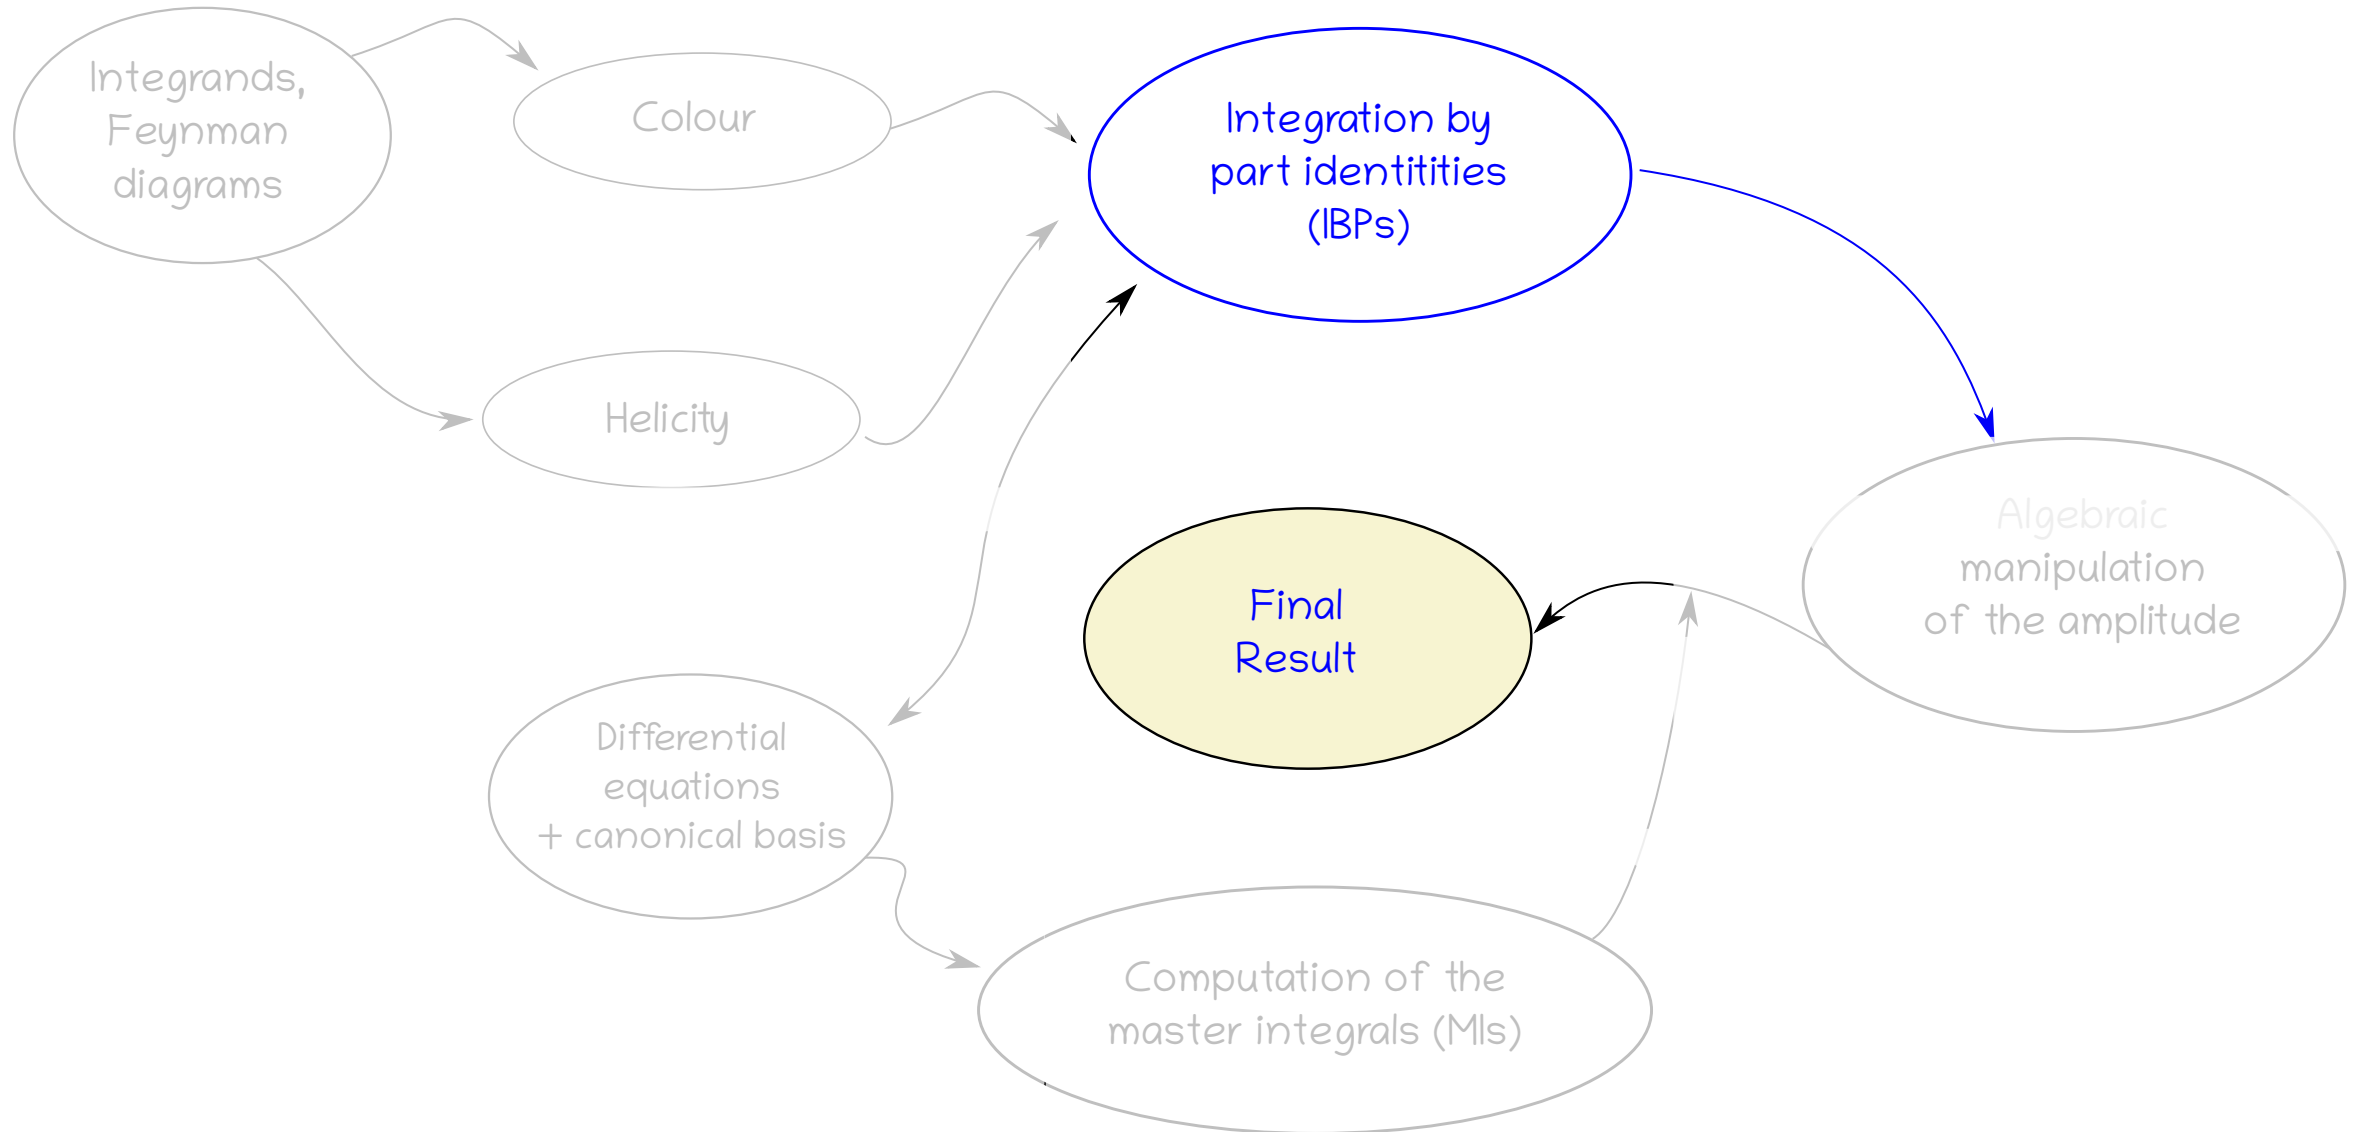 Integrands,
Feynman
diagrams
Colour
Integration by
part identitities
(IBPs)
Helicity
Algebraic
manipulation
of the amplitude
Final
Result
Differential
equations
+ canonical basis
Computation of the
master integrals (MIs)